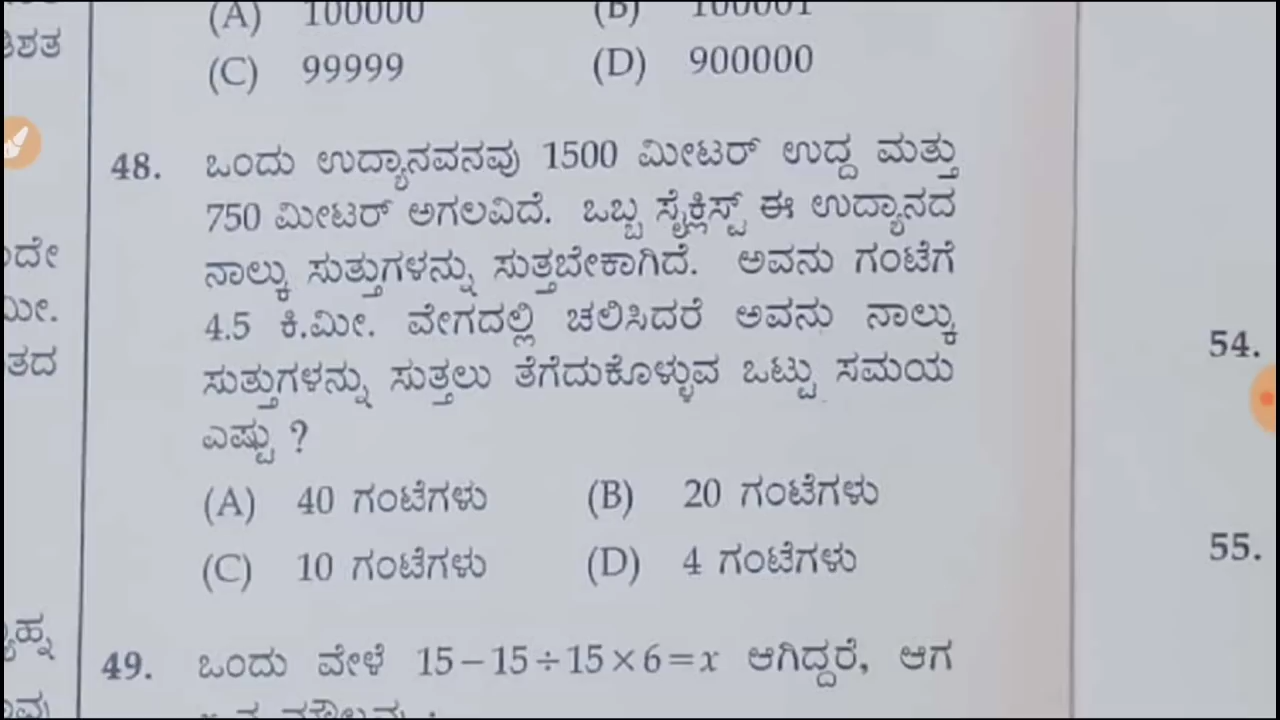 (A) 100000 (B) 100001
(C) 99999 (D) 900000
48. ಒಂದು ಉದ್ಯಾನವನವು 1500 ಮೀಟರ್ ಉದ್ದ ಮತ್ತು
750 ಮೀಟರ್ ಅಗಲವಿದೆ. ಒಬ್ಬ ಸೈಕ್ಲಿಸ್ಟ್ ಈ ಉದ್ಯಾನದ
ನಾಲ್ಕು ಸುತ್ತುಗಳನ್ನು ಸುತ್ತಬೇಕಾಗಿದೆ. ಅವನು ಗಂಟೆಗೆ
4.5 ಕಿ.ಮೀ. ವೇಗದಲ್ಲಿ ಚಲಿಸಿದರೆ ಅವನು ನಾಲ್ಕು
ಸುತ್ತುಗಳನ್ನು ಸುತ್ತಲು ತೆಗೆದುಕೊಳ್ಳುವ ಒಟ್ಟು ಸಮಯ
ಎಷ್ಟು ?
(A) 40 ಗಂಟೆಗಳು (B) 20 ಗಂಟೆಗಳು
(C) 10 ಗಂಟೆಗಳು (D) 4 ಗಂಟೆಗಳು
49. ಒಂದು ವೇಳೆ 15−15÷15×6=x ಆಗಿದ್ದರೆ, ಆಗ
54.
55.